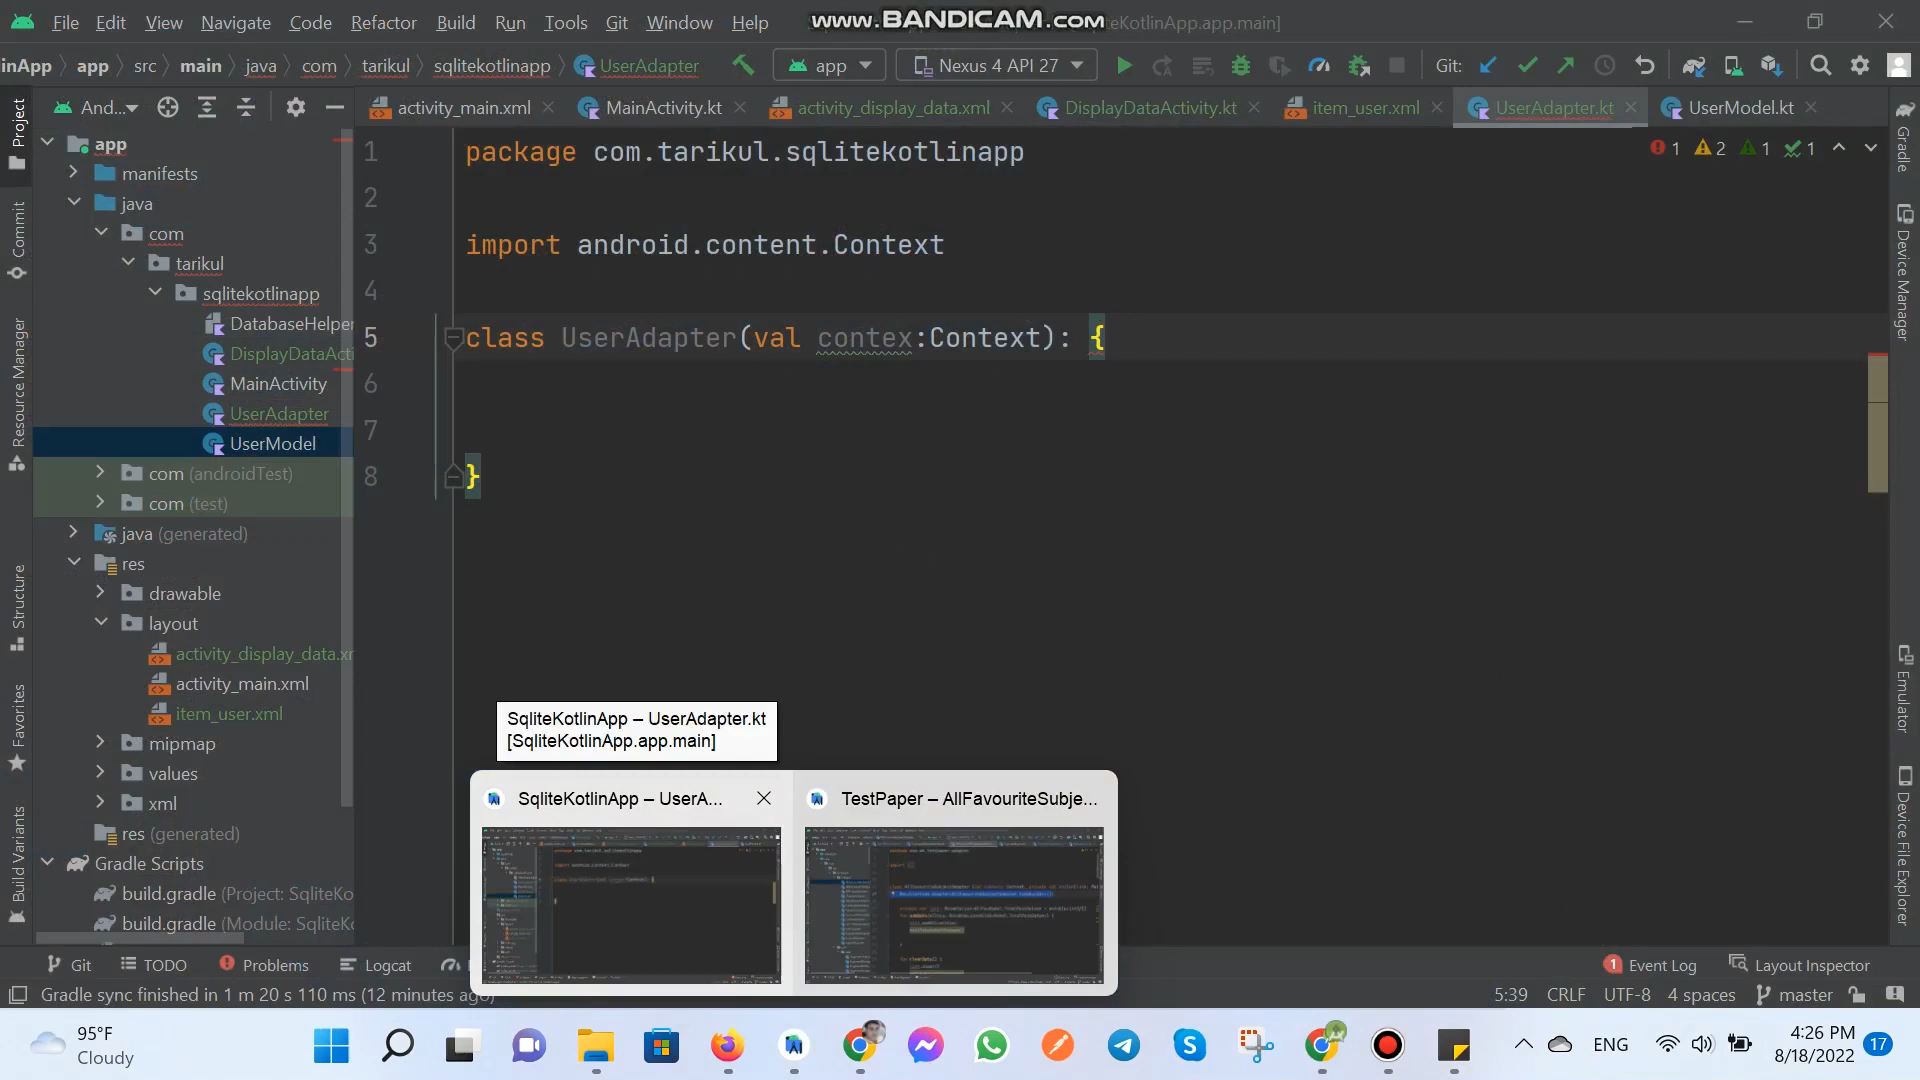 File Edit View Navigate Code Refactor Build Run Tools Git Window Help
www.BANDICAM.com
teKotlinApp.app.main]
inApp app src main java com tarikul sqlitekotlinapp UserAdapter
app
Nexus 4 API 27
Git:
And...
activity_main.xml MainActivity.kt activity_display_data.xml DisplayDataActivity.kt item_user.xml UserAdapter.kt UserModel.kt
Project
Commit
Resource Manager
Structure
Favorites
Build Variants
app
manifests
java
com
tarikul
sqlitekotlinapp
DatabaseHelper
DisplayDataActi
MainActivity
UserAdapter
UserModel
com (androidTest)
com (test)
java (generated)
res
drawable
layout
activity_display_data.xm
activity_main.xml
item_user.xml
mipmap
values
xml
res (generated)
Gradle Scripts
build.gradle (Project: SqliteKo
build.gradle (Module: SqliteKo
1 package com.tarikul.sqlitekotlinapp
2
3 import android.content.Context
4
5 class UserAdapter(val contex:Context): {
6
7
8 }
1 2 1 1
Gradle
Device Manager
Emulator
Device File Explorer
SqliteKotlinApp – UserAdapter.kt
[SqliteKotlinApp.app.main]
SqliteKotlinApp – UserA...
TestPaper – AllFavouriteSubje...
Git TODO Problems Logcat
1 Event Log Layout Inspector
Gradle sync finished in 1 m 20 s 110 ms (12 minutes ago)
5:39 CRLF UTF-8 4 spaces master
95°F
Cloudy
ENG
4:26 PM
8/18/2022
17